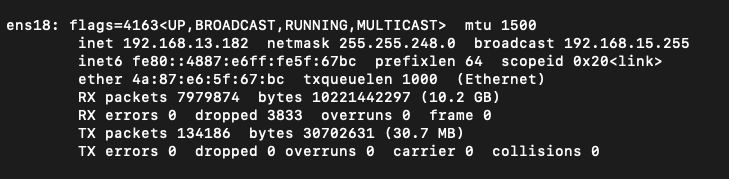 ens18: flags=4163<UP,BROADCAST,RUNNING,MULTICAST>  mtu 1500
        inet 192.168.13.182  netmask 255.255.248.0  broadcast 192.168.15.255
        inet6 fe80::4887:e6ff:fe5f:67bc  prefixlen 64  scopeid 0x20<link>
        ether 4a:87:e6:5f:67:bc  txqueuelen 1000  (Ethernet)
        RX packets 7979874  bytes 10221442297 (10.2 GB)
        RX errors 0  dropped 3833  overruns 0  frame 0
        TX packets 134186  bytes 30702631 (30.7 MB)
        TX errors 0  dropped 0 overruns 0  carrier 0  collisions 0